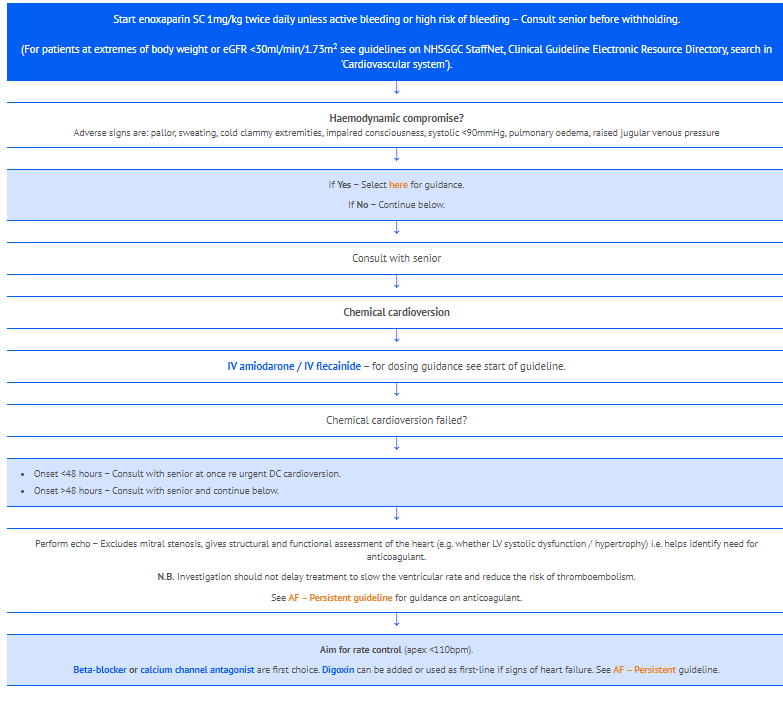 Start enoxaparin SC 1mg/kg twice daily unless active bleeding or high risk of bleeding – Consult senior before withholding.
(For patients at extremes of body weight or eGFR <30ml/min/1.73m² see guidelines on NHSGGC StaffNet, Clinical Guideline Electronic Resource Directory, search in
'Cardiovascular system').
↓
Haemodynamic compromise?
Adverse signs are: pallor, sweating, cold clammy extremities, impaired consciousness, systolic <90mmHg, pulmonary oedema, raised jugular venous pressure
↓
If Yes – Select here for guidance.
If No – Continue below.
↓
Consult with senior
↓
Chemical cardioversion
↓
IV amiodarone / IV flecainide – for dosing guidance see start of guideline.
↓
Chemical cardioversion failed?
↓
• Onset <48 hours – Consult with senior at once re urgent DC cardioversion.
• Onset >48 hours – Consult with senior and continue below.
↓
Perform echo – Excludes mitral stenosis, gives structural and functional assessment of the heart (e.g. whether LV systolic dysfunction / hypertrophy) i.e. helps identify need for
anticoagulant.
N.B. Investigation should not delay treatment to slow the ventricular rate and reduce the risk of thromboembolism.
See AF – Persistent guideline for guidance on anticoagulant.
↓
Aim for rate control (apex <110bpm).
Beta-blocker or calcium channel antagonist are first choice. Digoxin can be added or used as first-line if signs of heart failure. See AF – Persistent guideline.